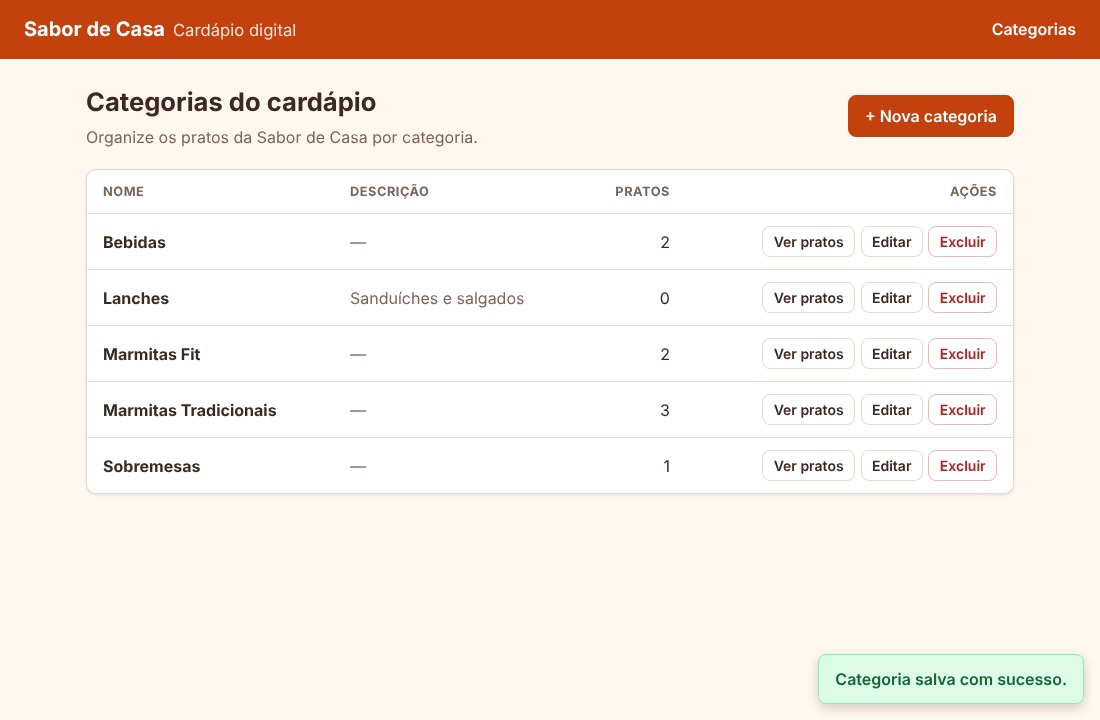 Sabor de Casa Cardápio digital Categorias
Categorias do cardápio
+ Nova categoria
Organize os pratos da Sabor de Casa por categoria.
NOME DESCRIÇÃO PRATOS AÇÕES
Bebidas — 2 Ver pratos Editar Excluir
Lanches Sanduíches e salgados 0 Ver pratos Editar Excluir
Marmitas Fit — 2 Ver pratos Editar Excluir
Marmitas Tradicionais — 3 Ver pratos Editar Excluir
Sobremesas — 1 Ver pratos Editar Excluir
Categoria salva com sucesso.